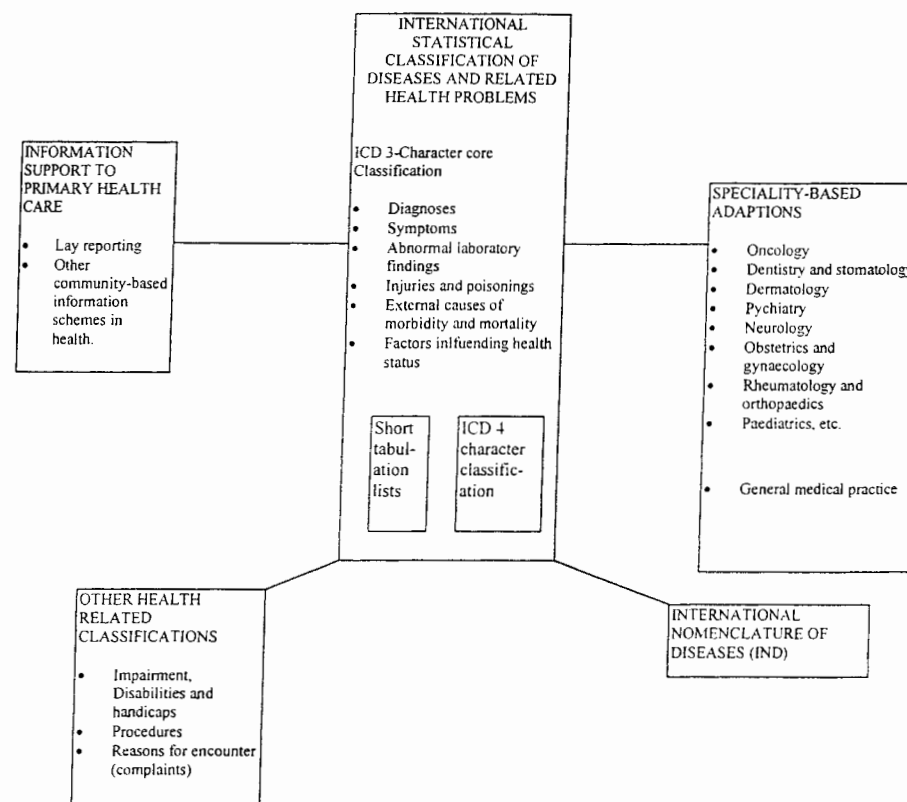 INTERNATIONAL
STATISTICAL
CLASSIFICATION OF
DISEASES AND RELATED
HEALTH PROBLEMS
ICD 3-Character core
Classification
• Diagnoses
• Symptoms
• Abnormal laboratory
findings
• Injuries and poisonings
• External causes of
morbidity and mortality
• Factors inlfuending health
status
Short
tabul-
ation
lists
ICD 4
character
classific-
ation
INFORMATION
SUPPORT TO
PRIMARY HEALTH
CARE
• Lay reporting
• Other
community-based
information
schemes in
health.
SPECIALITY-BASED
ADAPTIONS
• Oncology
• Dentistry and stomatology
• Dermatology
• Pychiatry
• Neurology
• Obstetrics and
gynaecology
• Rheumatology and
orthopaedics
• Paediatrics, etc.
• General medical practice
OTHER HEALTH
RELATED
CLASSIFICATIONS
• Impairment,
Disabilities and
handicaps
• Procedures
• Reasons for encounter
(complaints)
INTERNATIONAL
NOMENCLATURE OF
DISEASES (IND)